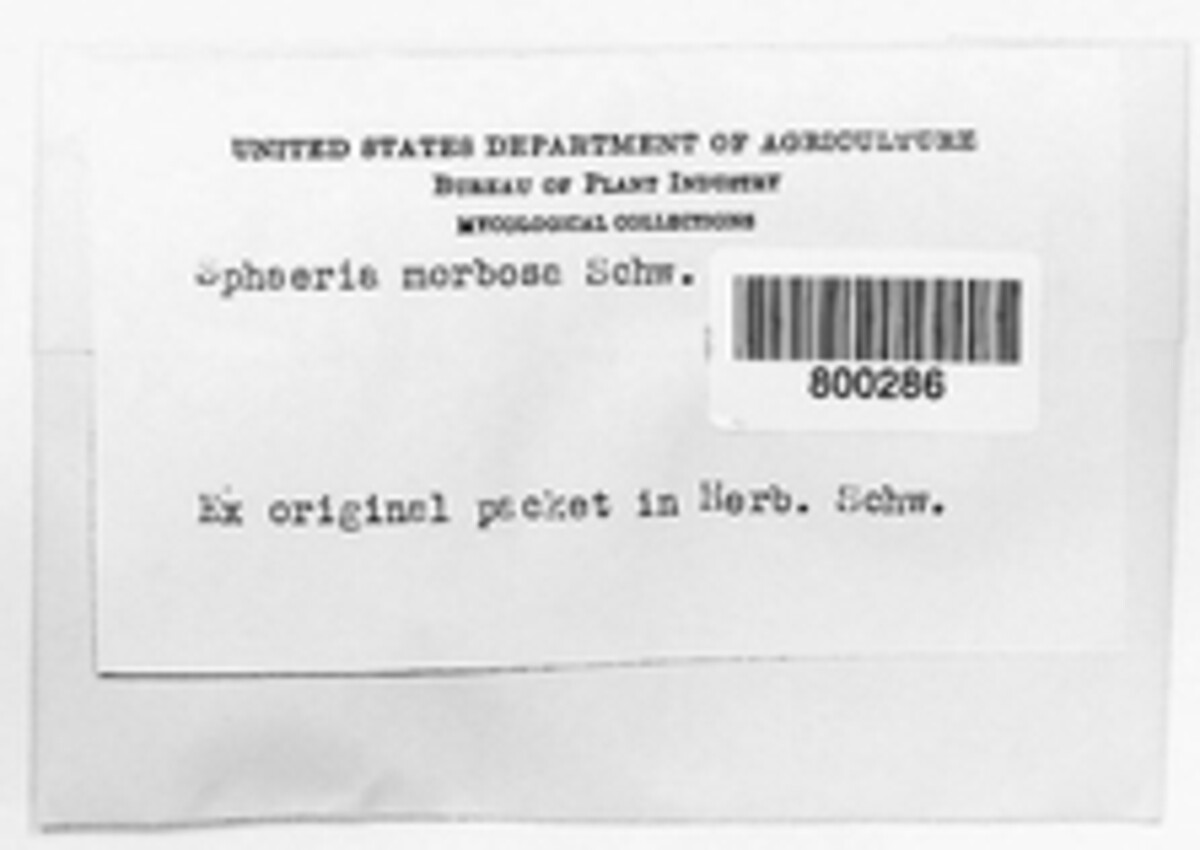 UNITED STATES DEPARTMENT OF AGRICULTURE
BUREAU OF PLANT INDUSTRY
MYCOLOGICAL COLLECTIONS
Sphaeria morbosa Schw.
800286
Ex original packet in Herb. Schw.